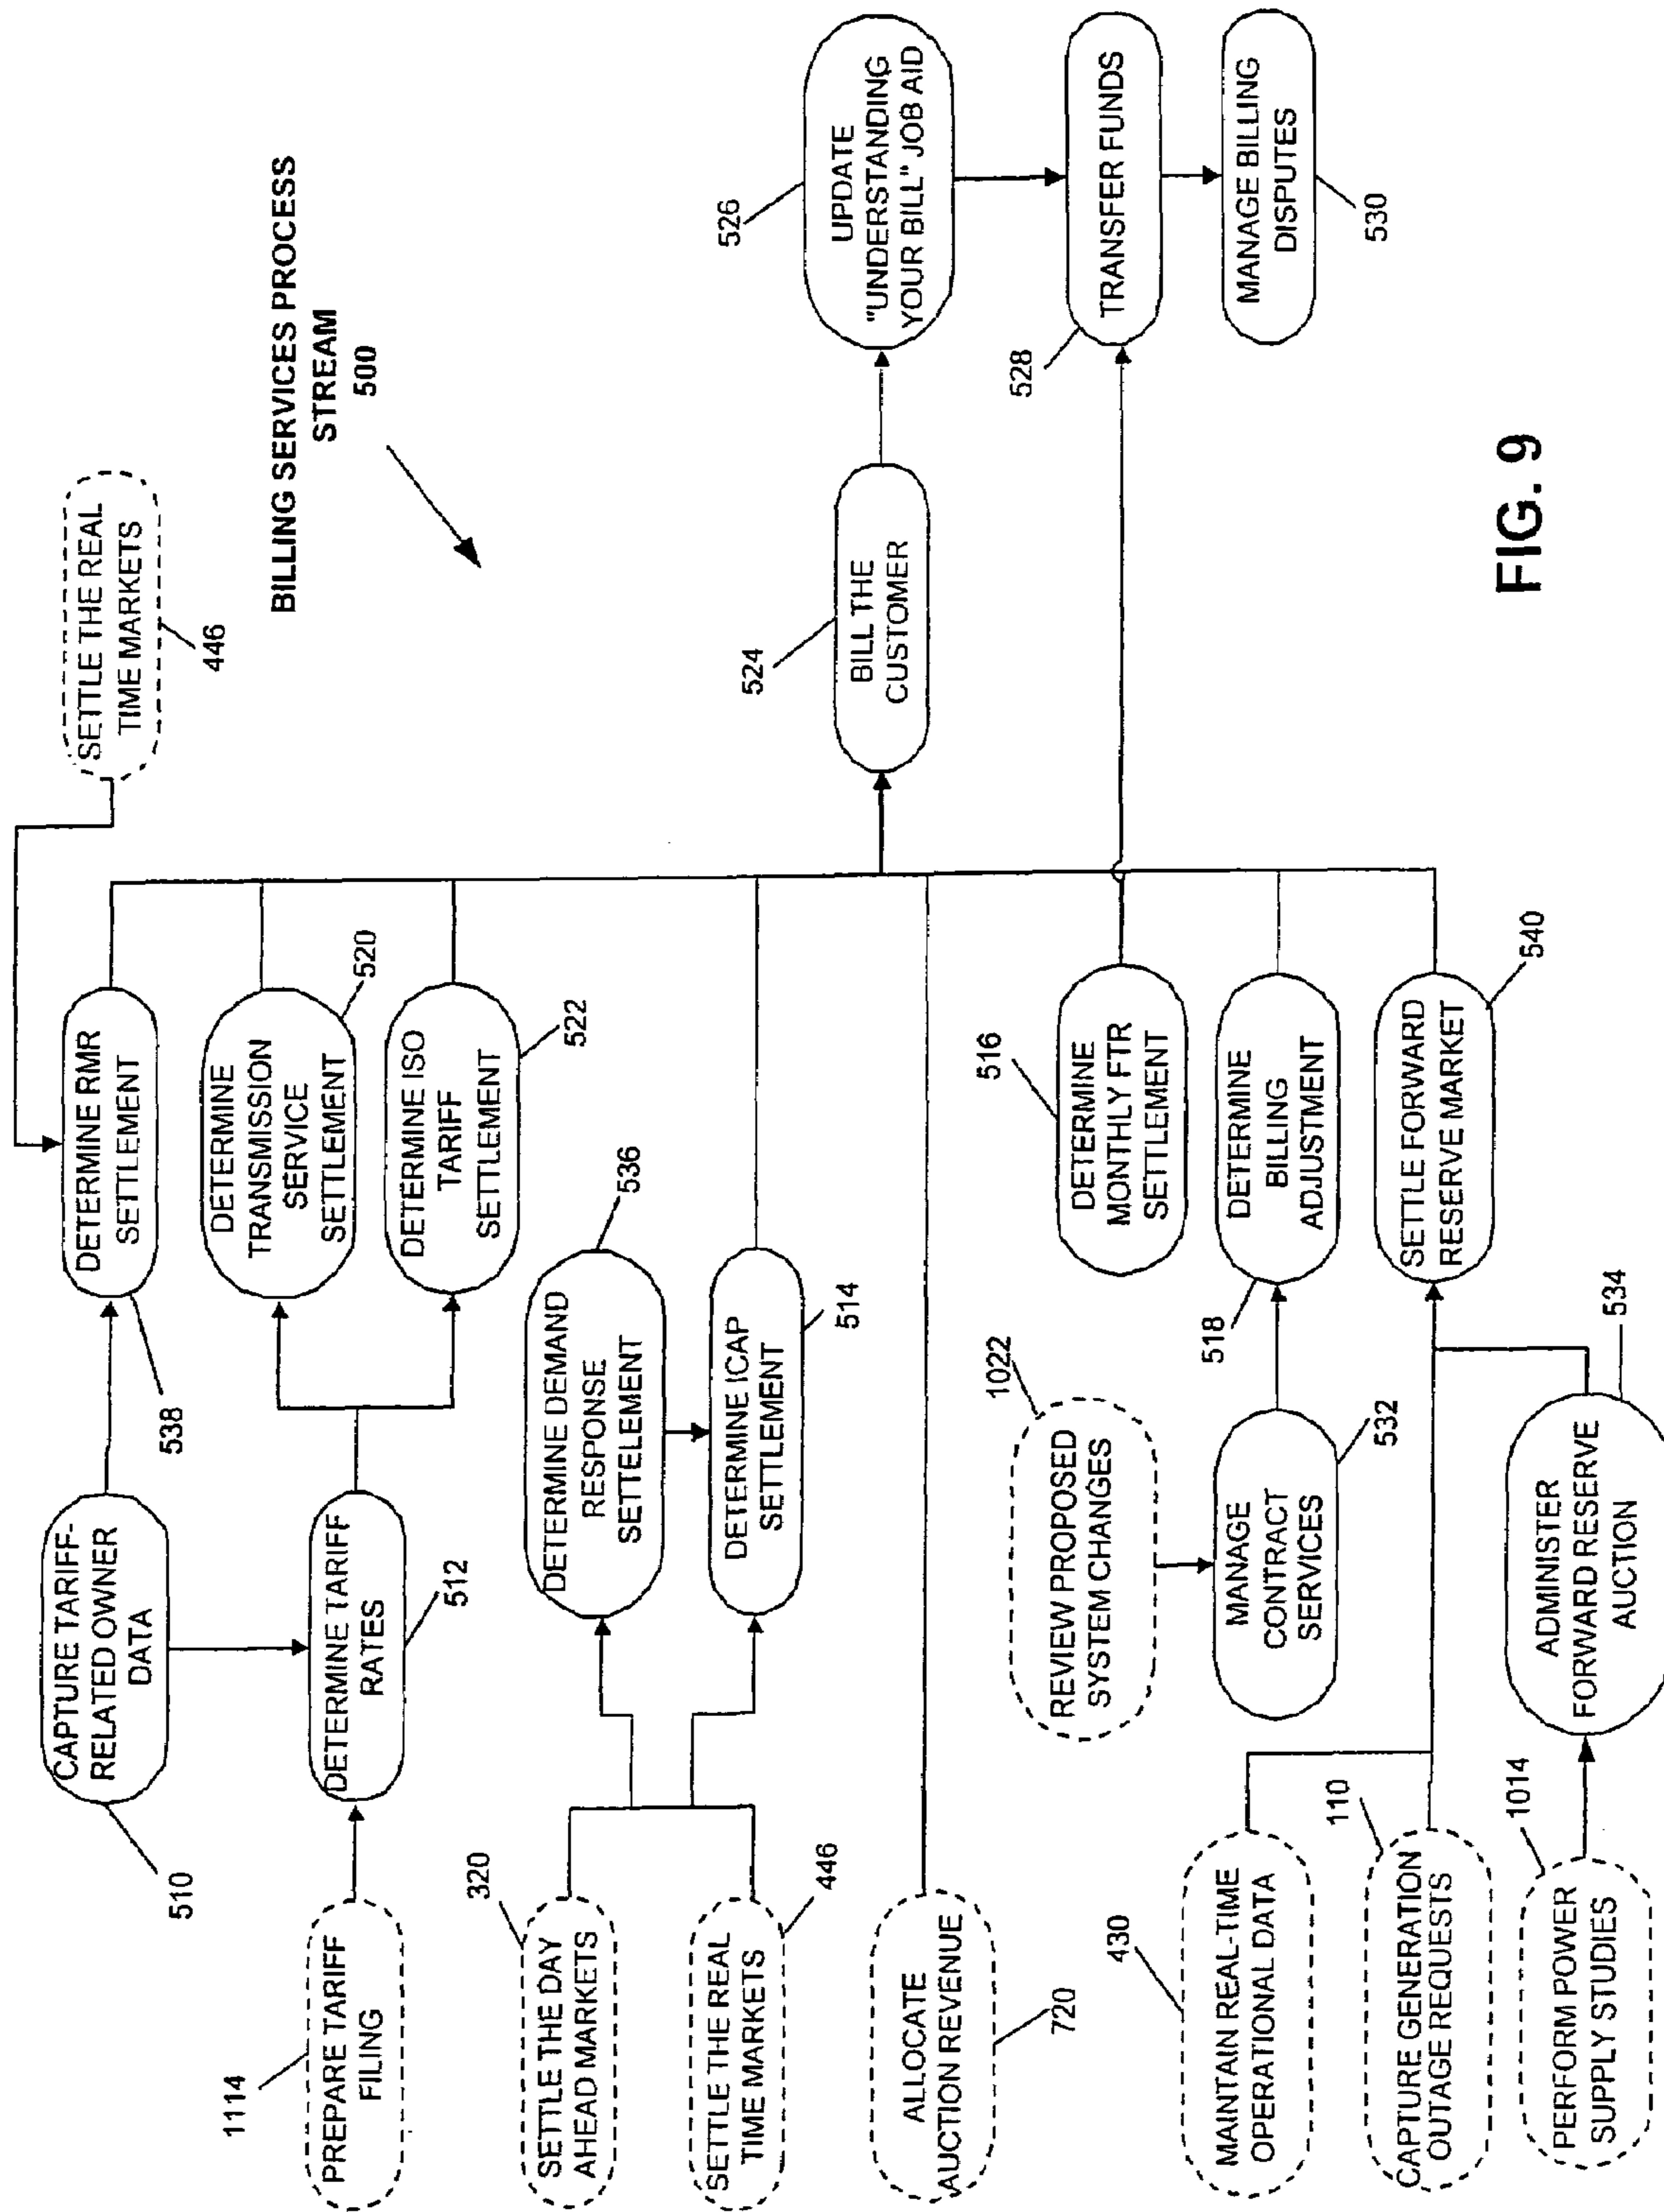 BILLING SERVICES PROCESS
STREAM
500
SETTLE THE REAL
TIME MARKETS
446
CAPTURE TARIFF-
RELATED OWNER
DATA
510
DETERMINE RMR
SETTLEMENT
538
DETERMINE
TRANSMISSION
SERVICE
SETTLEMENT
520
1114
PREPARE TARIFF
FILING
DETERMINE TARIFF
RATES
512
DETERMINE ISO
TARIFF
SETTLEMENT
522
320
SETTLE THE DAY
AHEAD MARKETS
DETERMINE DEMAND
RESPONSE
SETTELEMENT
536
SETTLE THE REAL
TIME MARKETS
446
DETERMINE ICAP
SETTLEMENT
514
524
BILL THE
CUSTOMER
526
UPDATE
"UNDERSTANDING
YOUR BILL" JOB AID
ALLOCATE
AUCTION REVENUE
720
516
DETERMINE
MONTHLY FTR
SETTLEMENT
528
TRANSFER FUNDS
1022
REVIEW PROPOSED
SYSTEM CHANGES
430
MAINTAIN REAL-TIME
OPERATIONAL DATA
MANAGE
CONTRACT
SERVICES
532
518
DETERMINE
BILLING
ADJUSTMENT
MANAGE BILLING
DISPUTES
530
110
CAPTURE GENERATION
OUTAGE REQUESTS
SETTLE FORWARD
RESERVE MARKET
540
1014
PERFORM POWER
SUPPLY STUDIES
ADMINISTER
FORWARD RESERVE
AUCTION
534
FIG. 9